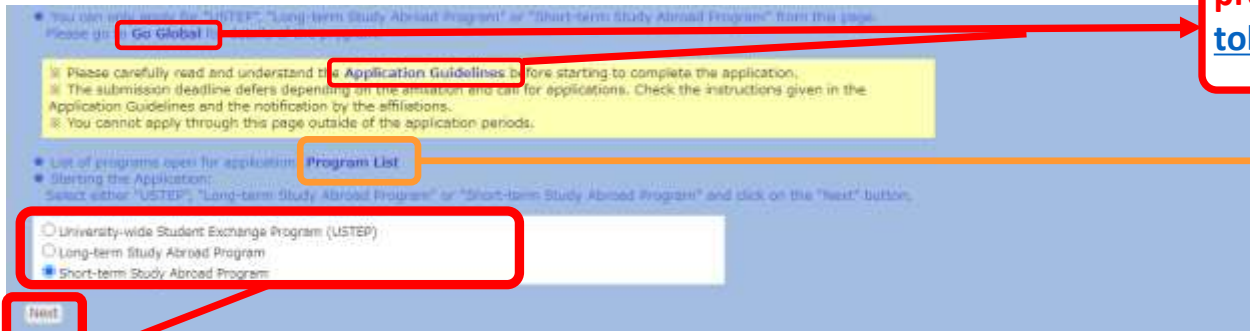 ● You can only apply for "USTEP", "Long-term Study Abroad Program" or "Short-term Study Abroad Program" from this page.
Please go to Go Global for details of the program.
※ Please carefully read and understand the Application Guidelines before starting to complete the application.
※ The submission deadline defers depending on the affiliation and call for applications. Check the instructions given in the
Application Guidelines and the notification by the affiliations.
※ You cannot apply through this page outside of the application periods.
● List of programs open for application: Program List
● Starting the Application:
Select either "USTEP", "Long-term Study Abroad Program" or "Short-term Study Abroad Program" and click on the "Next" button.
University-wide Student Exchange Program (USTEP)
Long-term Study Abroad Program
Short-term Study Abroad Program
Next